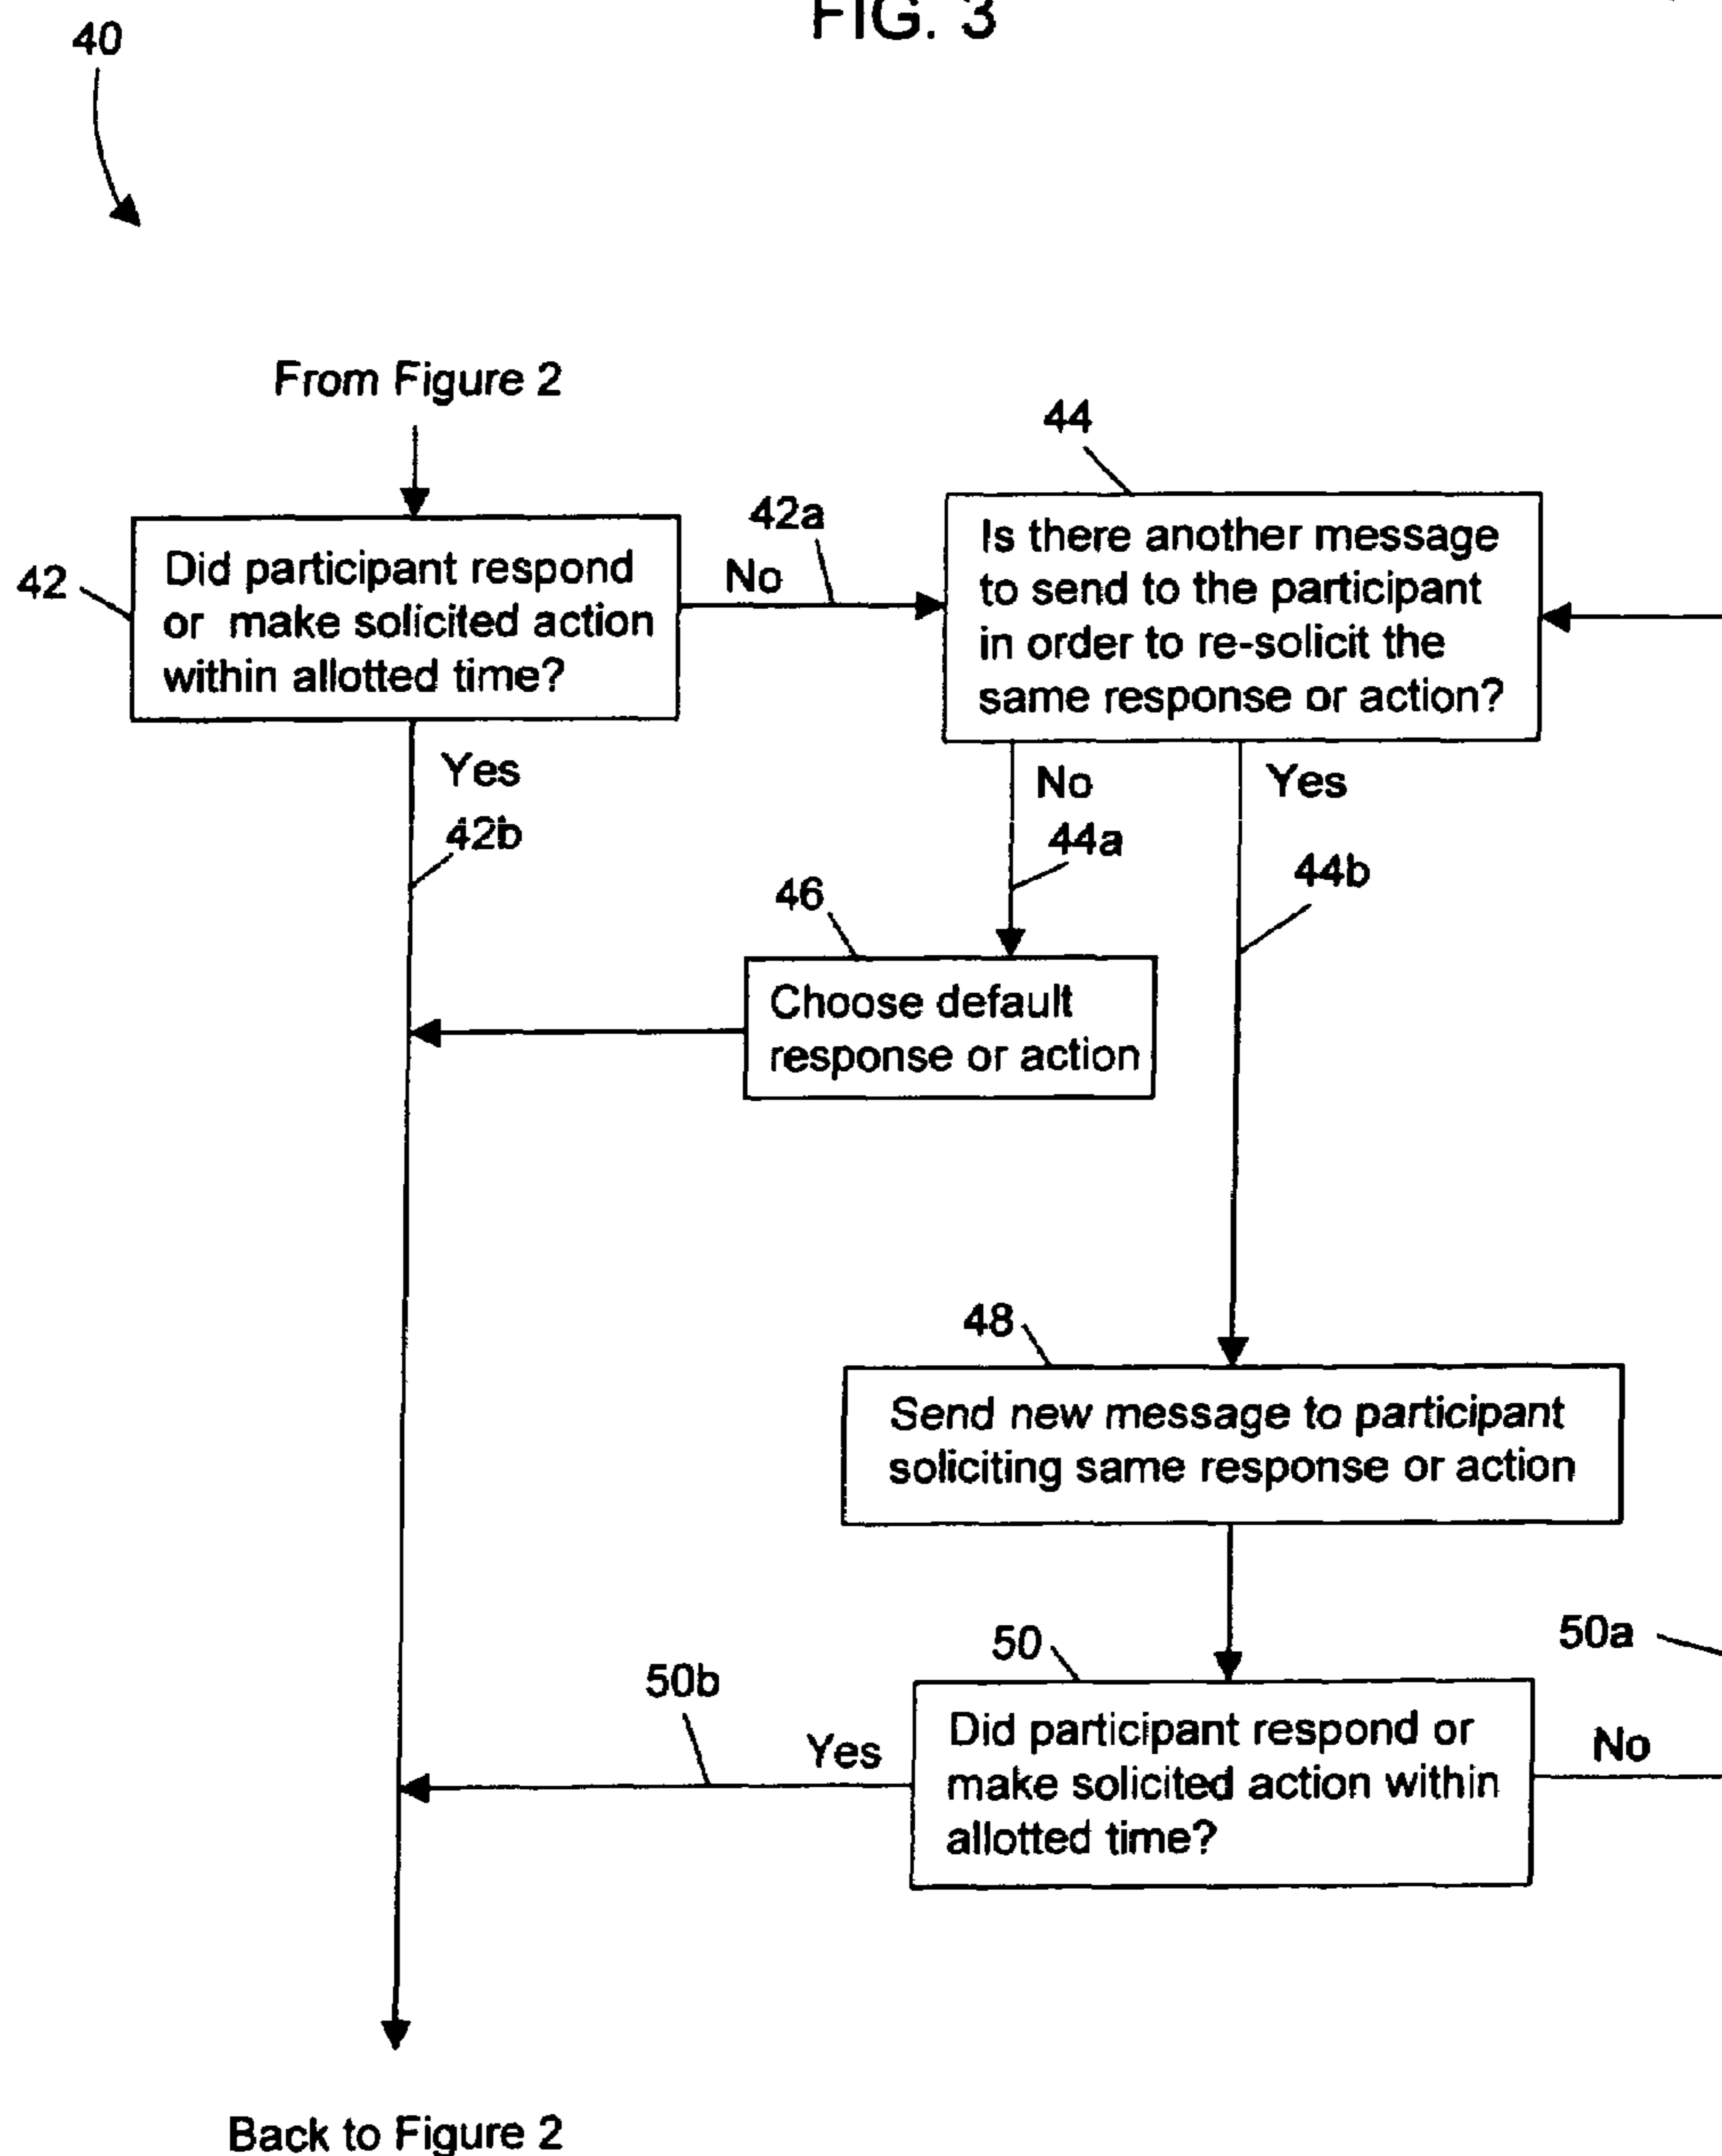 FIG. 3
40
From Figure 2
44
42a
42
Did participant respond
or make solicited action
within allotted time?
No
Is there another message
to send to the participant
in order to re-solicit the
same response or action?
Yes
42b
No
Yes
44a
44b
46
Choose default
response or action
48
Send new message to participant
soliciting same response or action
50
50a
50b
Yes
Did participant respond or
make solicited action within
allotted time?
No
Back to Figure 2